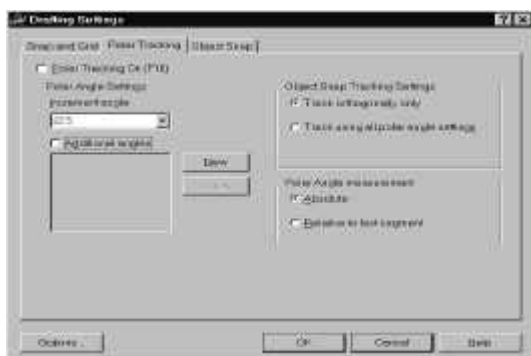 Drafting Settings
Snap and Grid Polar Tracking Object Snap
Polar Tracking On (F10)
Polar Angle Settings
Increment angle
22.5
Additional angles
New
Object Snap Tracking Settings
Track orthogonally only
Track using all polar angle settings
Polar Angle measurement
Absolute
Relative to last segment
Options...
OK
Cancel
Help